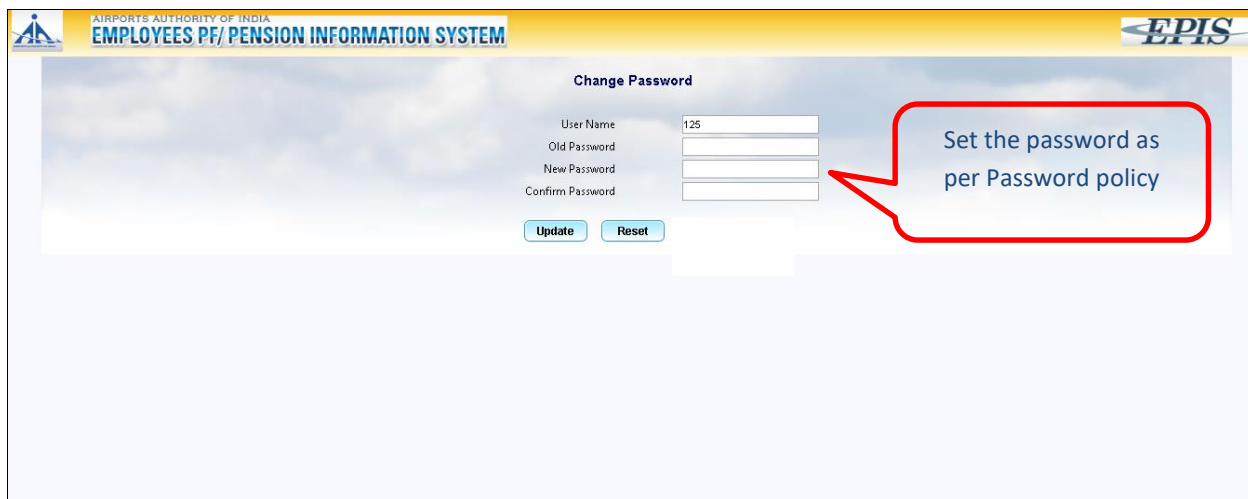 AIRPORTS AUTHORITY OF INDIA
EMPLOYEES PF/ PENSION INFORMATION SYSTEM
EPIS
Change Password
User Name 125
Old Password
New Password
Confirm Password
Set the password as
per Password policy
Update Reset